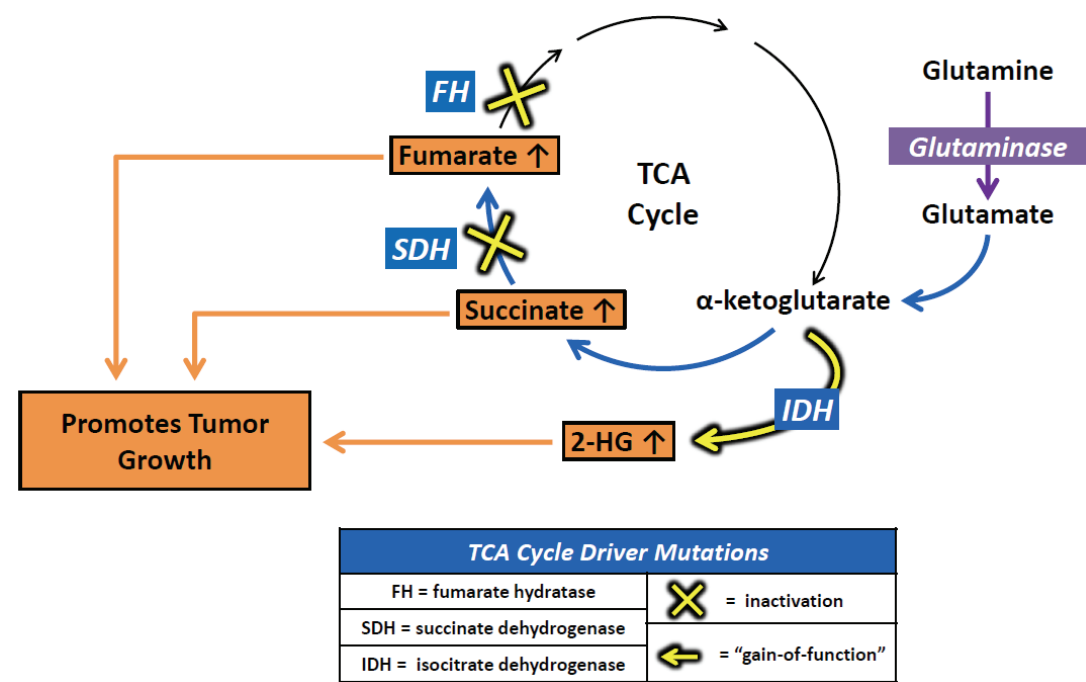 FH
Fumarate ↑
TCA
Cycle
Glutamine
Glutaminase
Glutamate
SDH
Succinate ↑
α-ketoglutarate
IDH
Promotes Tumor
Growth
2-HG ↑
TCA Cycle Driver Mutations
FH = fumarate hydratase
SDH = succinate dehydrogenase
IDH = isocitrate dehydrogenase
= inactivation
= “gain-of-function”